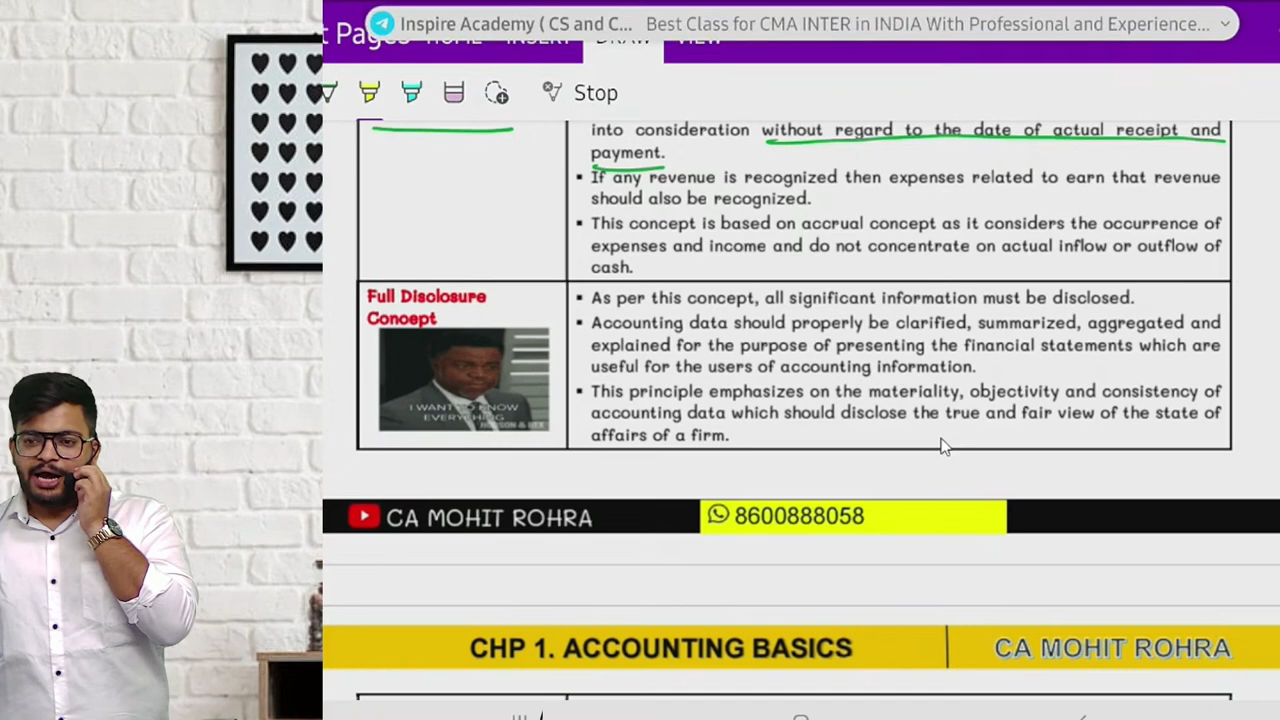 Inspire Academy ( CS and C... Best Class for CMA INTER in INDIA With Professional and Experience...
Stop
into consideration without regard to the date of actual receipt and
payment.
▪ If any revenue is recognized then expenses related to earn that revenue
should also be recognized.
▪ This concept is based on accrual concept as it considers the occurrence of
expenses and income and do not concentrate on actual inflow or outflow of
cash.
Full Disclosure
Concept
I WANT TO KNOW
EVERYTHING
▪ As per this concept, all significant information must be disclosed.
▪ Accounting data should properly be clarified, summarized, aggregated and
explained for the purpose of presenting the financial statements which are
useful for the users of accounting information.
▪ This principle emphasizes on the materiality, objectivity and consistency of
accounting data which should disclose the true and fair view of the state of
affairs of a firm.
CA MOHIT ROHRA 8600888058
CHP 1. ACCOUNTING BASICS CA MOHIT ROHRA